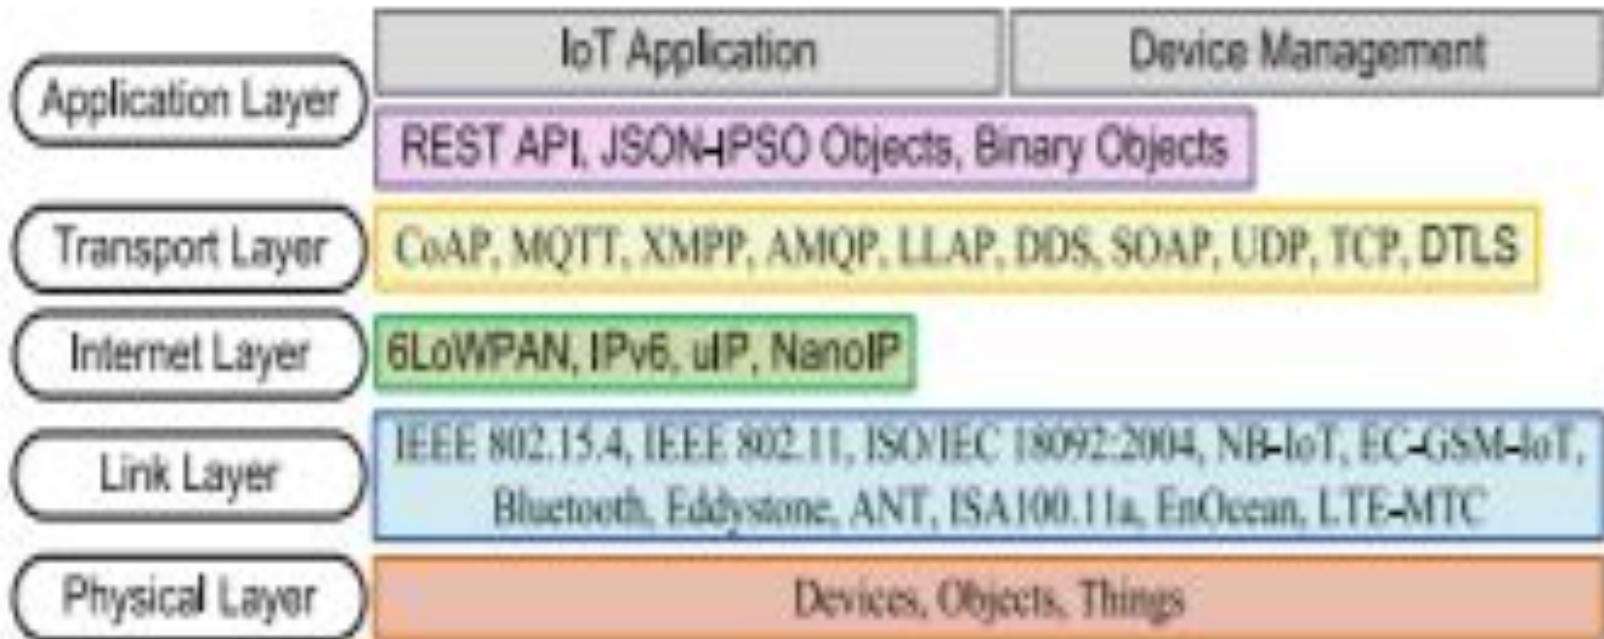 IoT Application
Device Management
Application Layer
REST API, JSON-IPSO Objects, Binary Objects
Transport Layer
CoAP, MQTT, XMPP, AMQP, LLAP, DDS, SOAP, UDP, TCP, DTLS
Internet Layer
6LoWPAN, IPv6, uIP, NanoIP
Link Layer
IEEE 802.15.4, IEEE 802.11, ISO/IEC 18092:2004, NB-IoT, EC-GSM-IoT,
Bluetooth, Eddystone, ANT, ISA100.11a, EnOcean, LTE-MTC
Physical Layer
Devices, Objects, Things